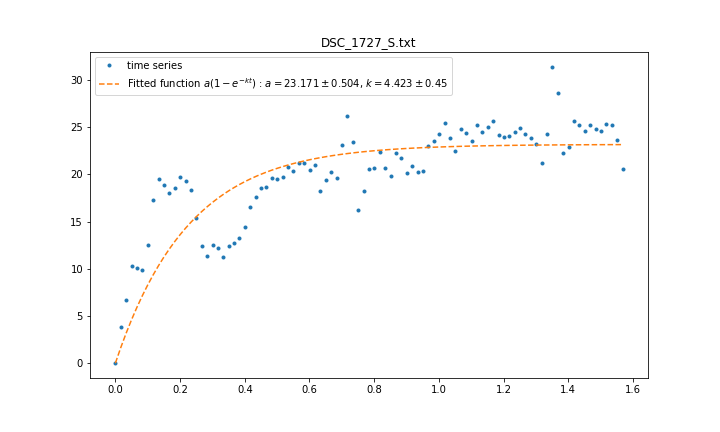 DSC_1727_S.txt
time series
Fitted function a(1 − e^{−kt}) : a = 23.171 ± 0.504, k = 4.423 ± 0.45
30
25
20
15
10
5
0
0.0 0.2 0.4 0.6 0.8 1.0 1.2 1.4 1.6